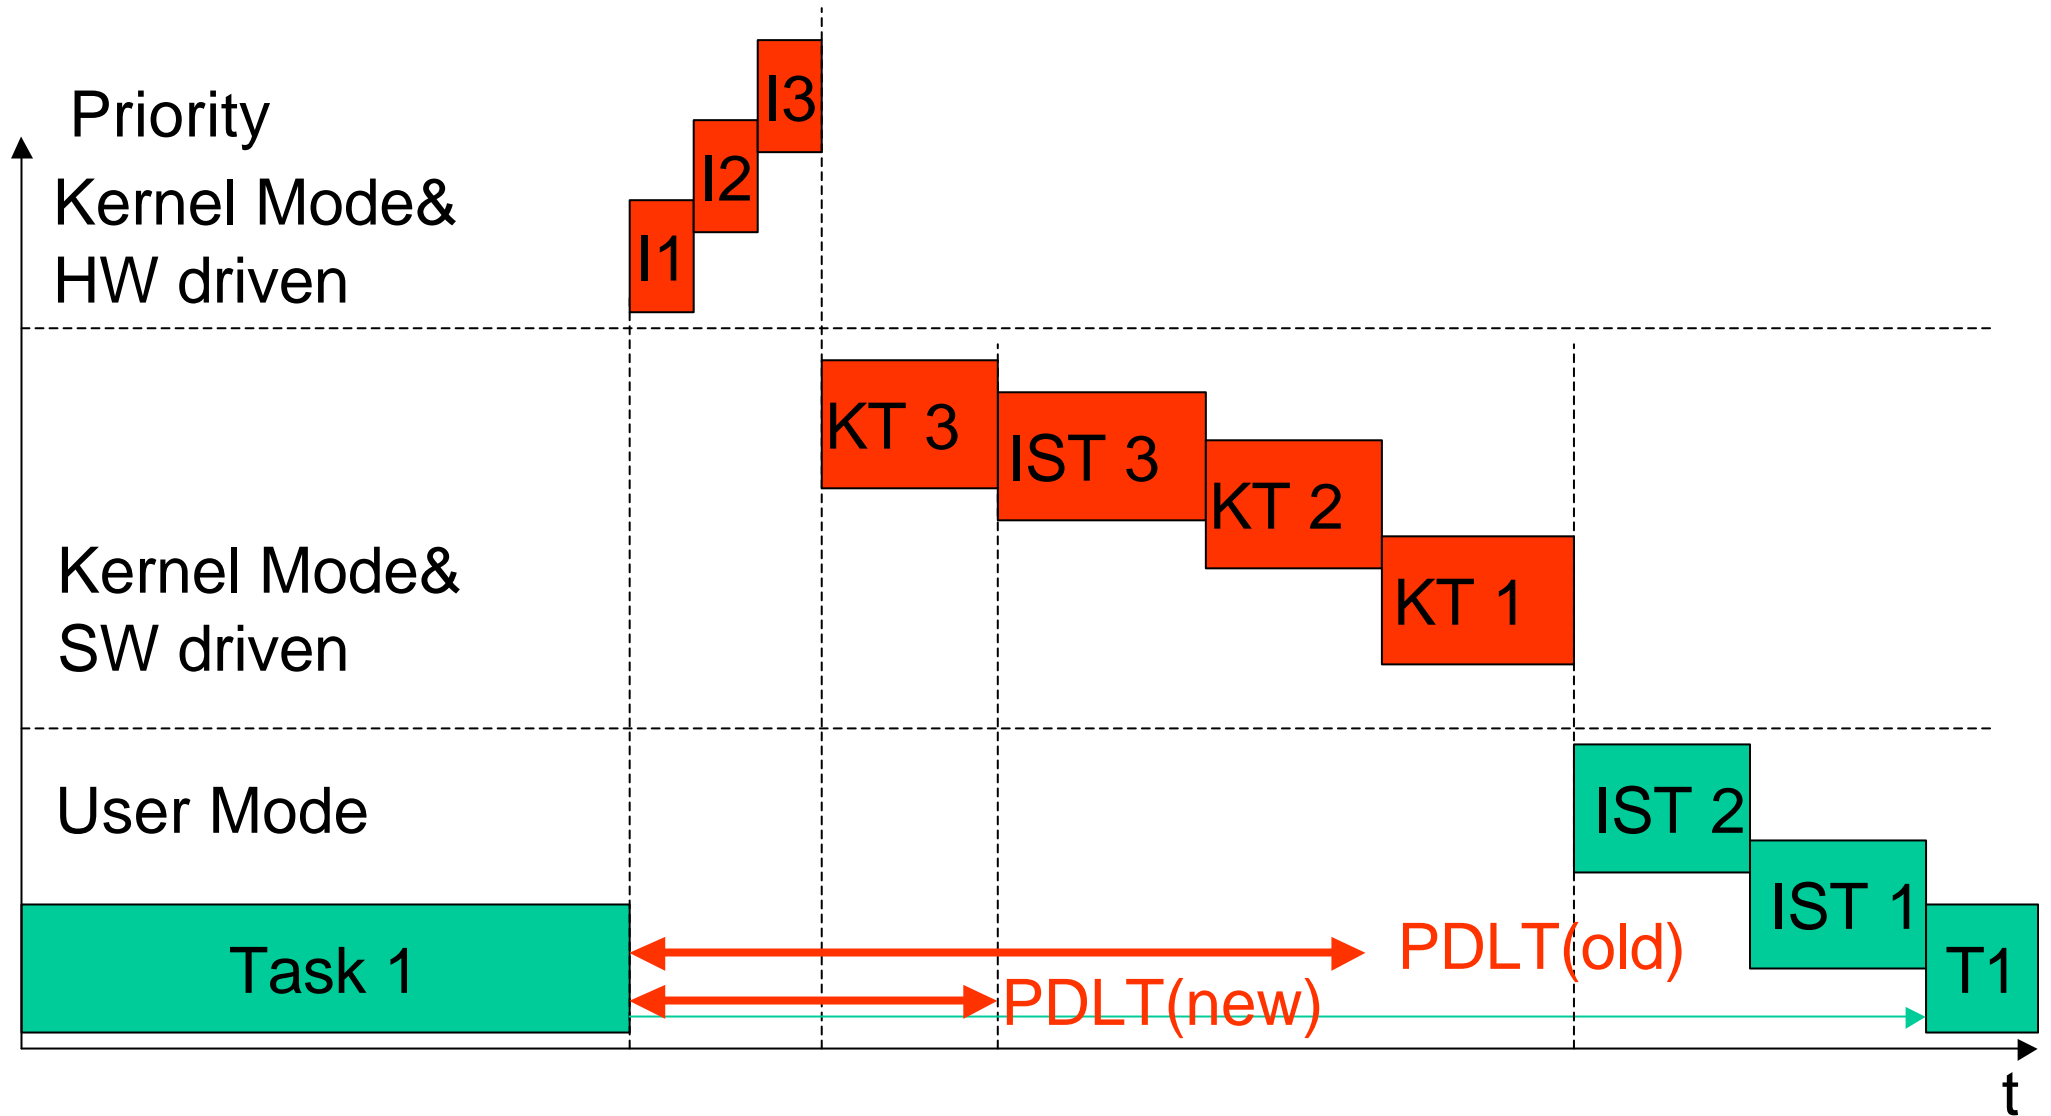 Priority
Kernel Mode&
HW driven
I1
I2
I3
Kernel Mode&
SW driven
KT 3
IST 3
KT 2
KT 1
User Mode
IST 2
IST 1
Task 1
PDLT(old)
PDLT(new)
T1
t